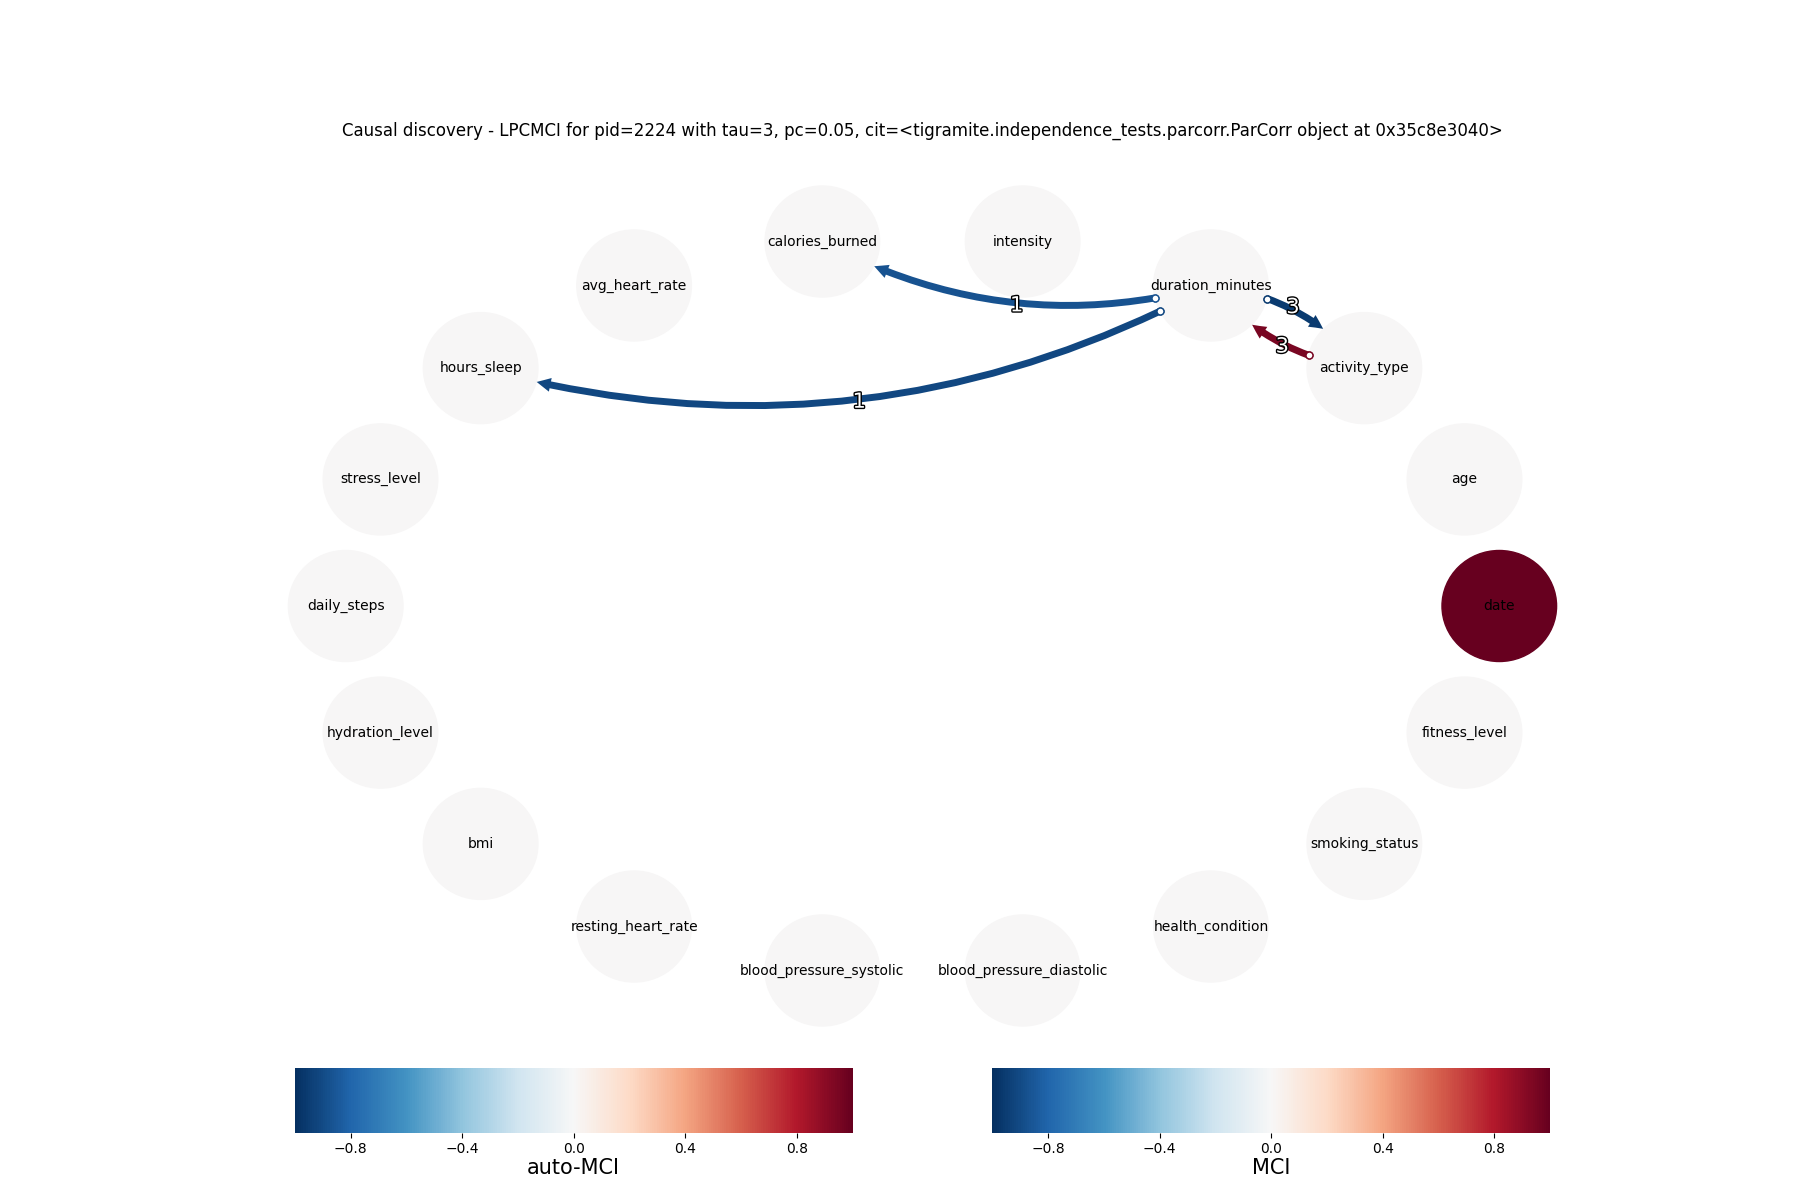 Causal discovery - LPCMCI for pid=2224 with tau=3, pc=0.05, cit=<tigramite.independence_tests.parcorr.ParCorr object at 0x35c8e3040>
calories_burned
intensity
avg_heart_rate
duration_minutes
1
3
3
hours_sleep
activity_type
1
stress_level
age
daily_steps
date
hydration_level
fitness_level
bmi
smoking_status
resting_heart_rate
health_condition
blood_pressure_systolic
blood_pressure_diastolic
−0.8 −0.4 0.0 0.4 0.8
auto-MCI
−0.8 −0.4 0.0 0.4 0.8
MCI